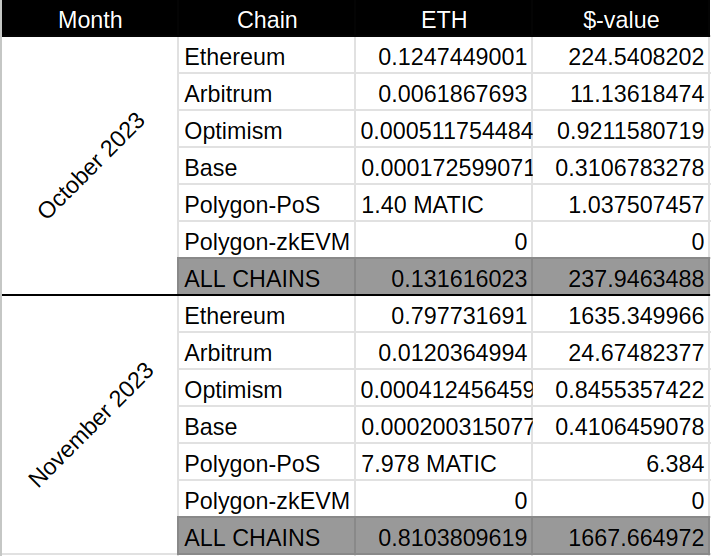 Month Chain ETH $-value
October 2023
Ethereum 0.1247449001 224.5408202
Arbitrum 0.0061867693 11.13618474
Optimism 0.000511754484 0.9211580719
Base 0.000172599071 0.3106783278
Polygon-PoS 1.40 MATIC 1.037507457
Polygon-zkEVM 0 0
ALL CHAINS 0.131616023 237.9463488
November 2023
Ethereum 0.797731691 1635.349966
Arbitrum 0.0120364994 24.67482377
Optimism 0.000412456459 0.8455357422
Base 0.000200315077 0.4106459078
Polygon-PoS 7.978 MATIC 6.384
Polygon-zkEVM 0 0
ALL CHAINS 0.8103809619 1667.664972